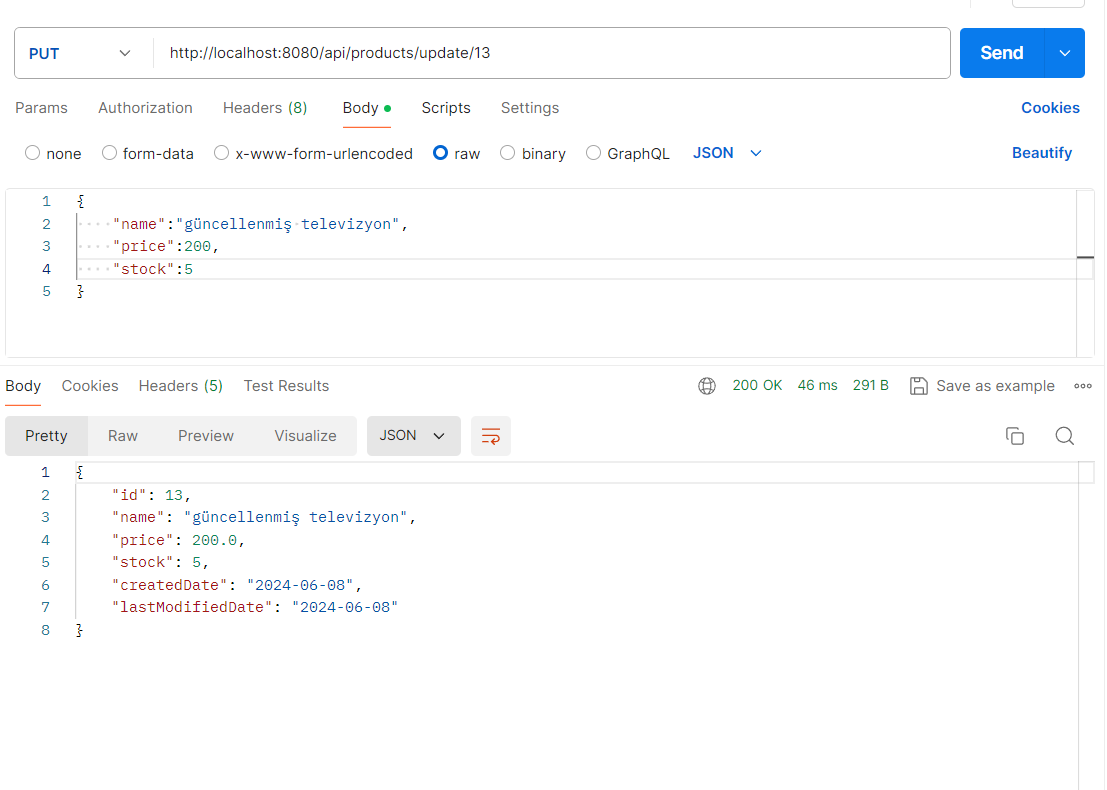 PUT http://localhost:8080/api/products/update/13 Send
Params Authorization Headers (8) Body Scripts Settings Cookies
none form-data x-www-form-urlencoded raw binary GraphQL JSON Beautify
1 {
2 ····"name":"güncellenmiş·televizyon",
3 ····"price":200,
4 ····"stock":5
5 }
Body Cookies Headers (5) Test Results 200 OK 46 ms 291 B Save as example
Pretty Raw Preview Visualize JSON
1 {
2     "id": 13,
3     "name": "güncellenmiş televizyon",
4     "price": 200.0,
5     "stock": 5,
6     "createdDate": "2024-06-08",
7     "lastModifiedDate": "2024-06-08"
8 }